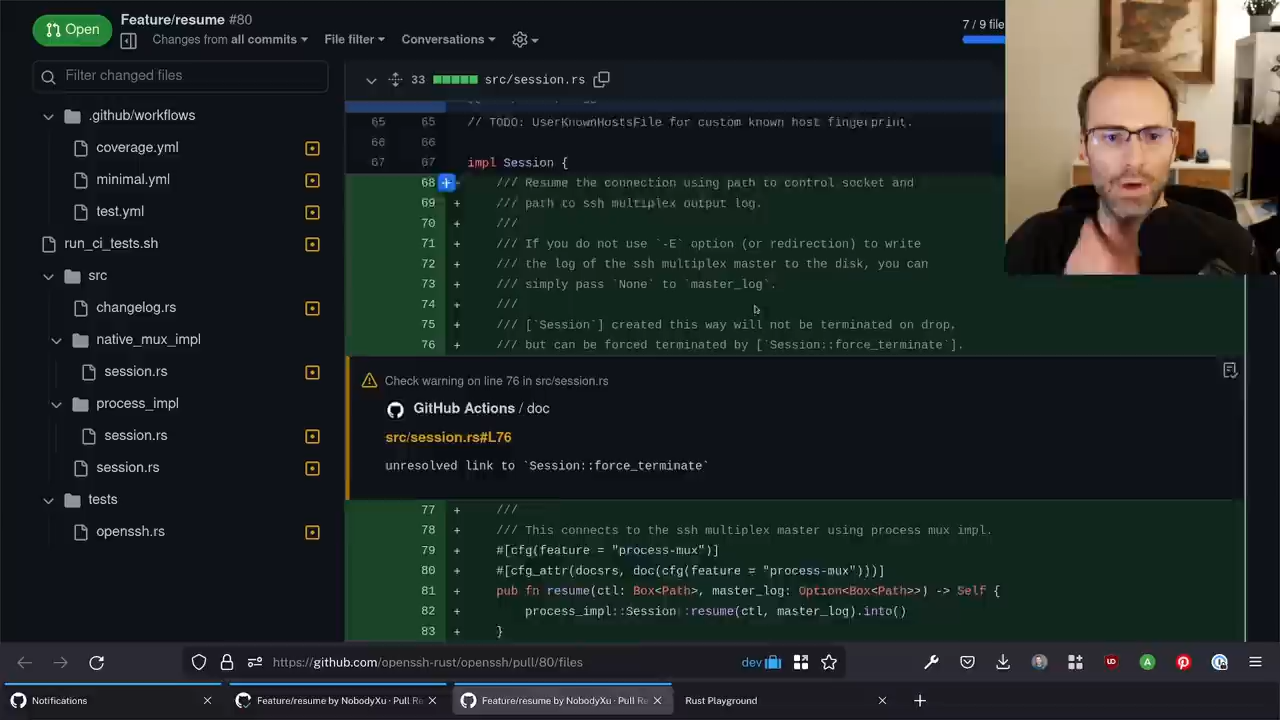 Open
Feature/resume #80
Changes from all commits
File filter
Conversations
7 / 9 file
Filter changed files
33
src/session.rs
.github/workflows
coverage.yml
minimal.yml
test.yml
run_ci_tests.sh
src
changelog.rs
native_mux_impl
session.rs
process_impl
session.rs
session.rs
tests
openssh.rs
65 65 // TODO: UserKnownHostsFile for custom known host fingerprint.
66 66
67 67 impl Session {
68 + /// Resume the connection using path to control socket and
69 + /// path to ssh multiplex output log.
70 + ///
71 + /// If you do not use `-E` option (or redirection) to write
72 + /// the log of the ssh multiplex master to the disk, you can
73 + /// simply pass `None` to `master_log`.
74 + ///
75 + /// [`Session`] created this way will not be terminated on drop,
76 + /// but can be forced terminated by [`Session::force_terminate`].
Check warning on line 76 in src/session.rs
GitHub Actions / doc
src/session.rs#L76
unresolved link to `Session::force_terminate`
77 + ///
78 + /// This connects to the ssh multiplex master using process mux impl.
79 + #[cfg(feature = "process-mux")]
80 + #[cfg_attr(docsrs, doc(cfg(feature = "process-mux")))]
81 + pub fn resume(ctl: Box<Path>, master_log: Option<Box<Path>>) -> Self {
82 + process_impl::Session::resume(ctl, master_log).into()
83 + }
https://github.com/openssh-rust/openssh/pull/80/files
dev
Notifications
Feature/resume by NobodyXu · Pull Re
Feature/resume by NobodyXu · Pull Re
Rust Playground